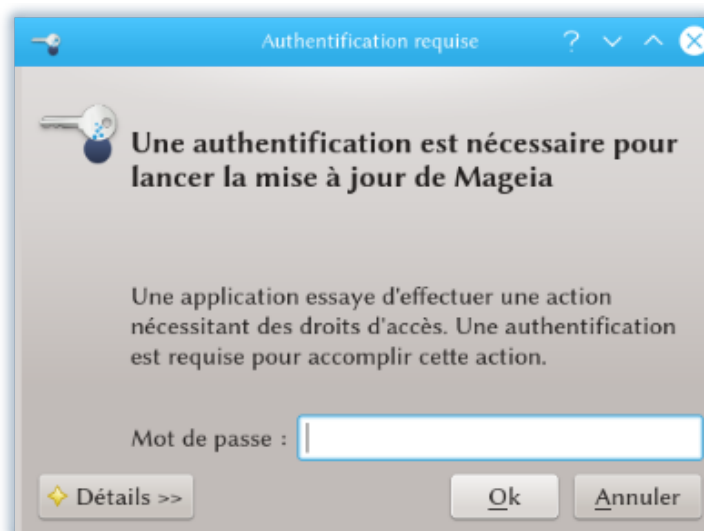 Authentification requise
Une authentification est nécessaire pour
lancer la mise à jour de Mageia
Une application essaye d'effectuer une action
nécessitant des droits d'accès. Une authentification
est requise pour accomplir cette action.
Mot de passe :
Détails >>
Ok
Annuler